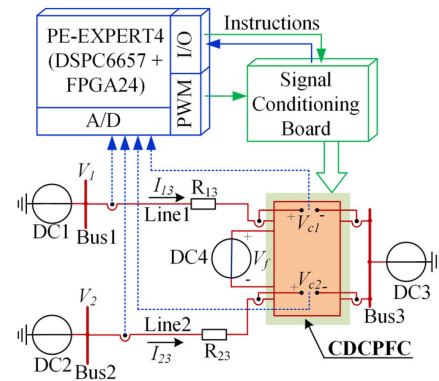 Instructions
PE-EXPERT4
(DSPC6657 +
FPGA24)
I/O
PWM
A/D
Signal
Conditioning
Board
V1
I13
R13
DC1
Line1
Bus1
+ Vc1 -
+
DC4
Vf
-
DC3
V2
+ Vc2 -
Line2
Bus3
DC2
I23
R23
Bus2
CDCPFC